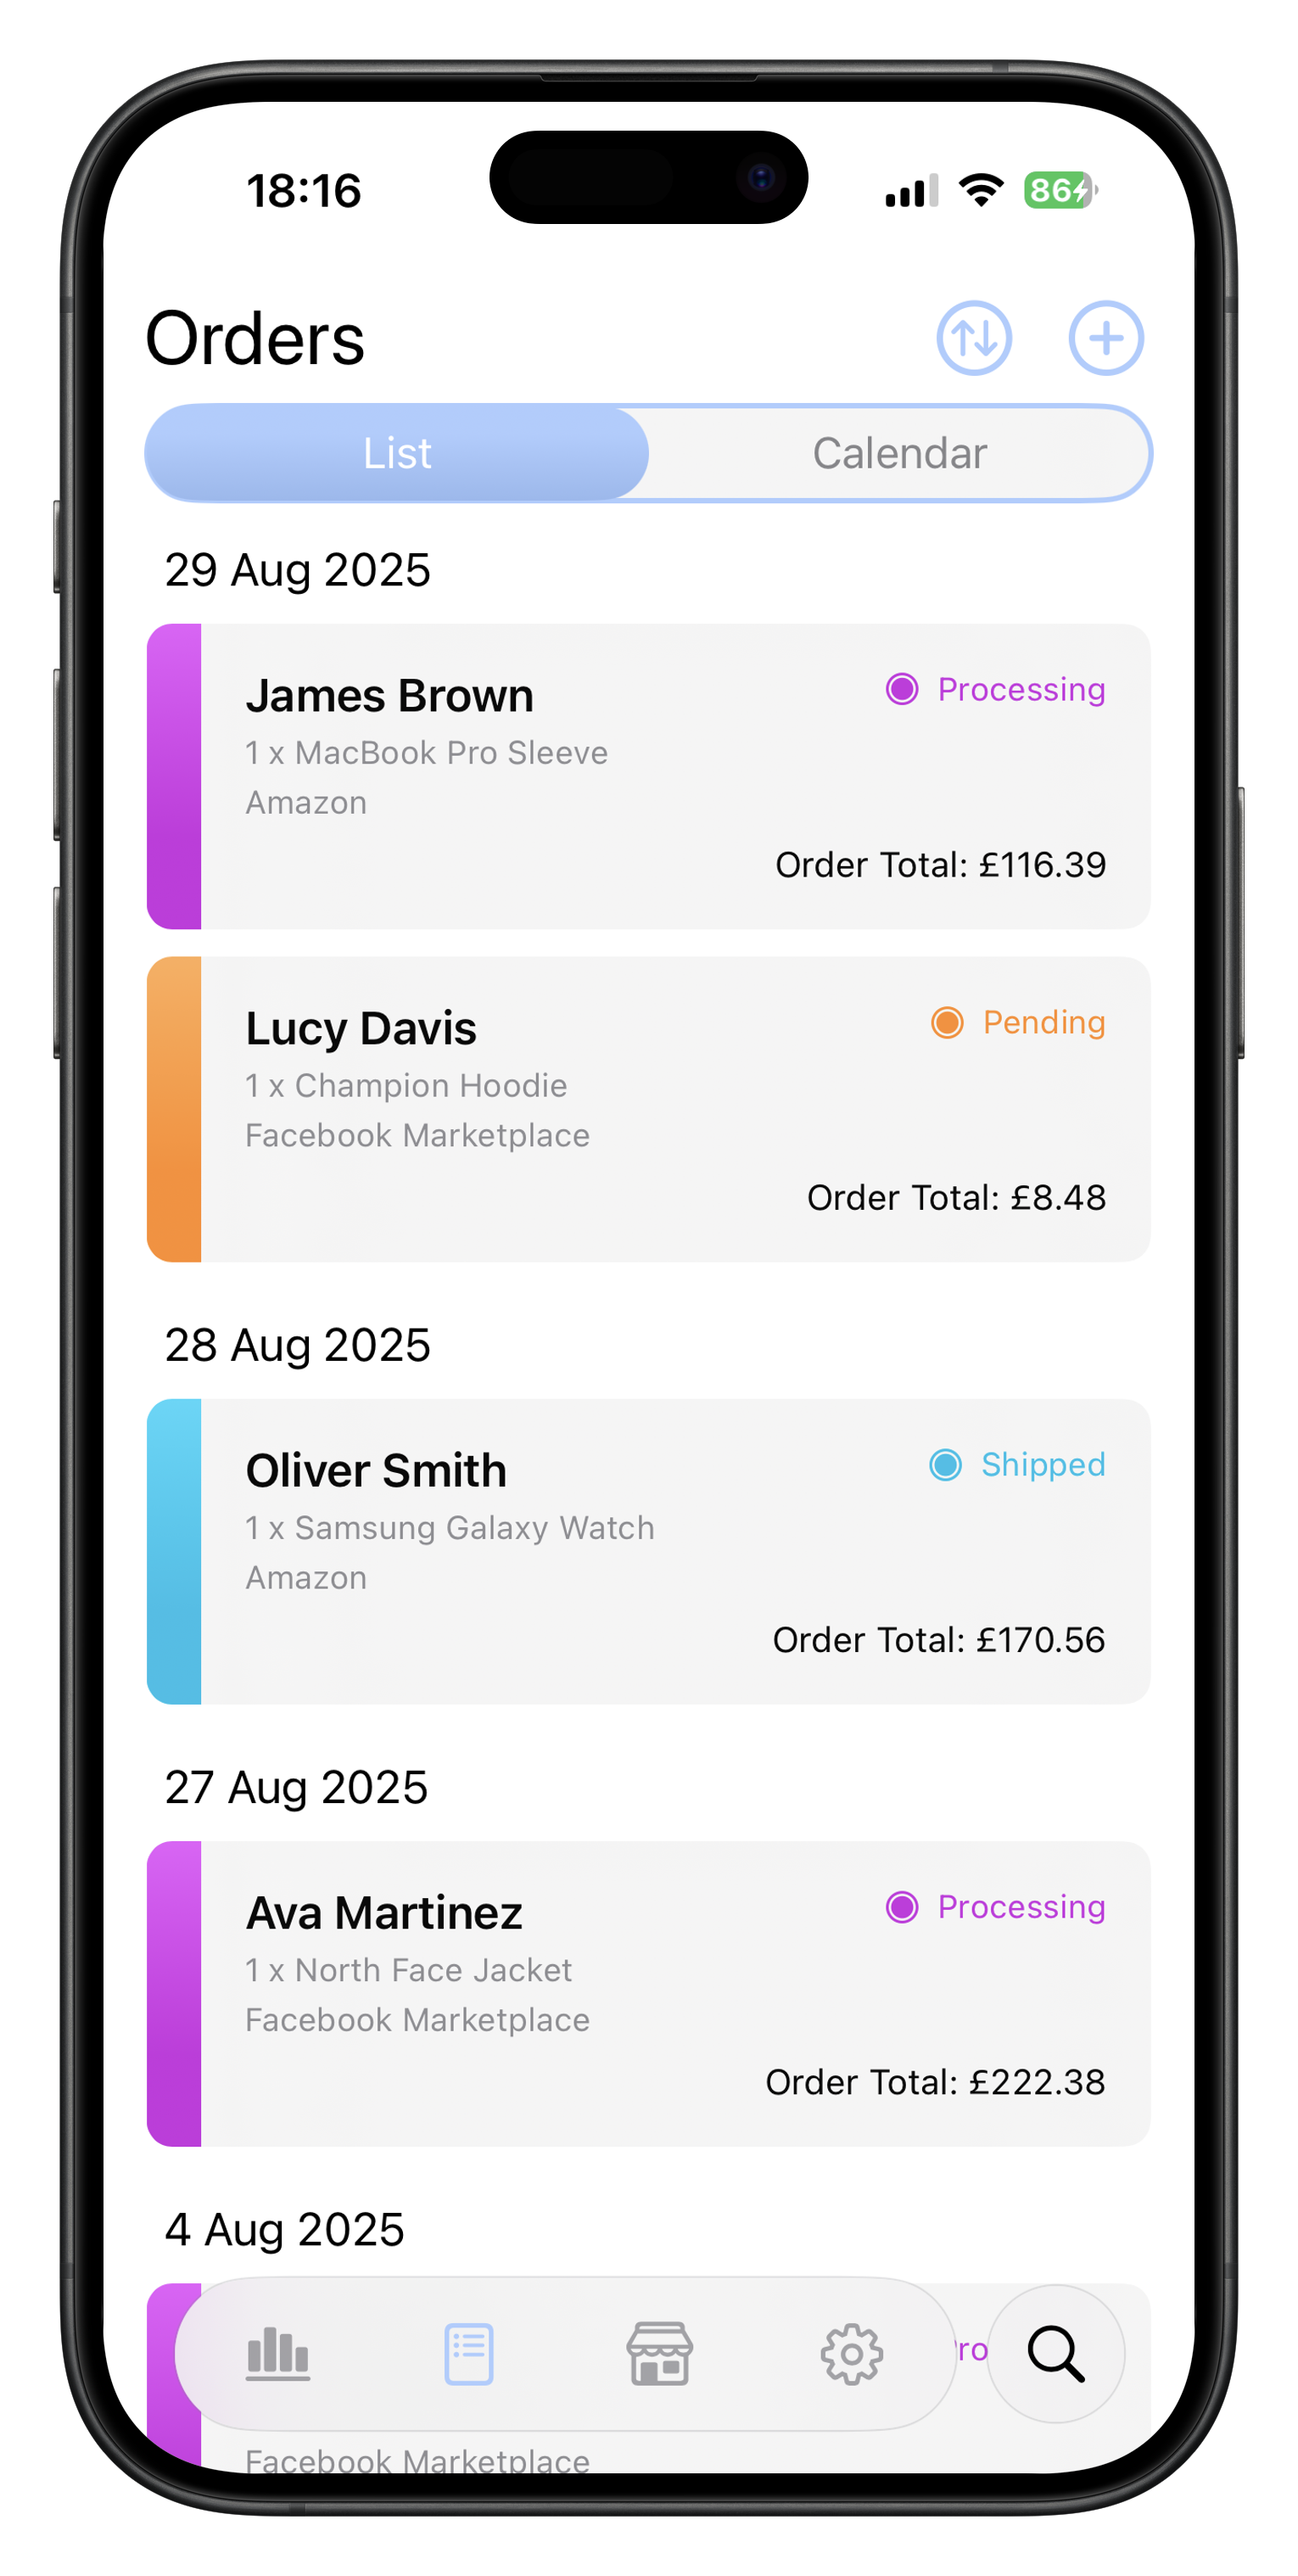 18:16
86
Orders
List
Calendar
29 Aug 2025
James Brown
Processing
1 x MacBook Pro Sleeve
Amazon
Order Total: £116.39
Lucy Davis
Pending
1 x Champion Hoodie
Facebook Marketplace
Order Total: £8.48
28 Aug 2025
Oliver Smith
Shipped
1 x Samsung Galaxy Watch
Amazon
Order Total: £170.56
27 Aug 2025
Ava Martinez
Processing
1 x North Face Jacket
Facebook Marketplace
Order Total: £222.38
4 Aug 2025
Facebook Marketplace